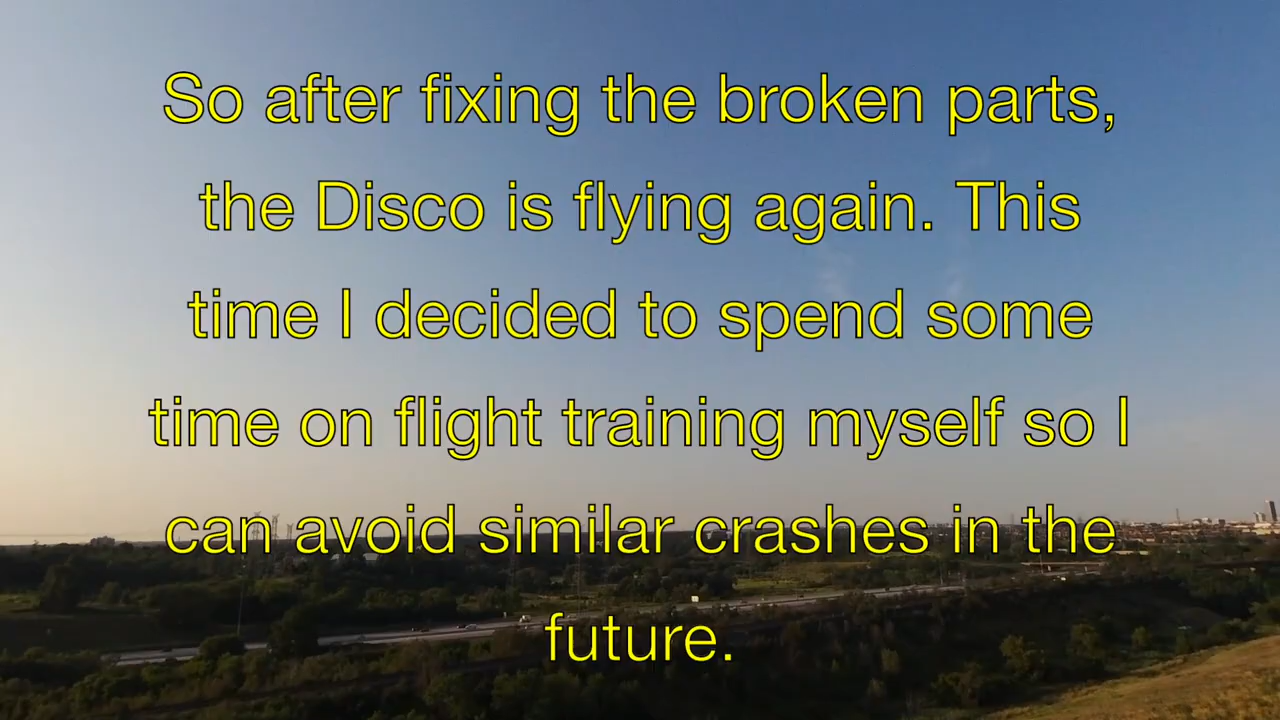 So after fixing the broken parts,
the Disco is flying again. This
time I decided to spend some
time on flight training myself so I
can avoid similar crashes in the
future.